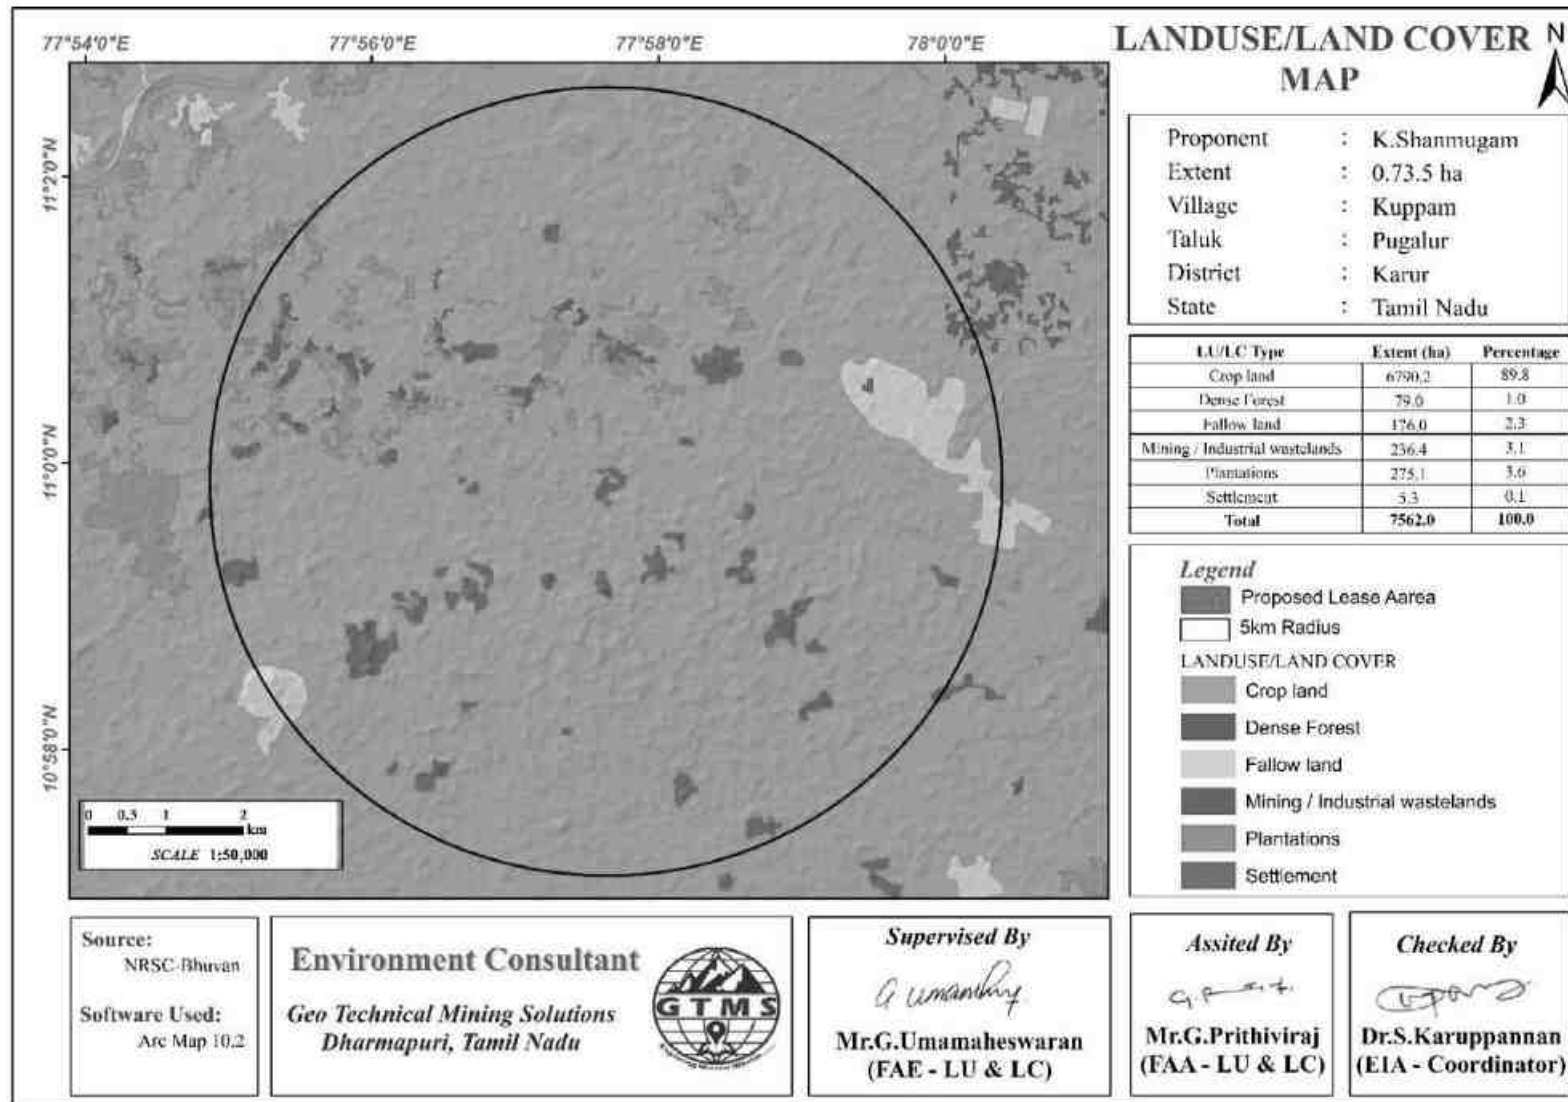 LANDUSE/LAND COVER
MAP
N
77°54'0"E 77°56'0"E 77°58'0"E 78°0'0"E
11°2'0"N
11°0'0"N
10°58'0"N
Proponent : K.Shanmugam
Extent : 0.73.5 ha
Village : Kuppam
Taluk : Pugalur
District : Karur
State : Tamil Nadu
LU/LC Type Extent (ha) Percentage
Crop land 6790.2 89.8
Dense Forest 79.0 1.0
Fallow land 176.0 2.3
Mining / Industrial wastelands 236.4 3.1
Plantations 275.1 3.6
Settlement 5.3 0.1
Total 7562.0 100.0
Legend
Proposed Lease Aarea
5km Radius
LANDUSE/LAND COVER
Crop land
Dense Forest
Fallow land
Mining / Industrial wastelands
Plantations
Settlement
0 0.5 1 2
km
SCALE 1:50,000
Source:
NRSC-Bhuvan
Software Used:
Arc Map 10.2
Environment Consultant
Geo Technical Mining Solutions
Dharmapuri, Tamil Nadu
GTMS
Supervised By
Mr.G.Umamaheswaran
(FAE - LU & LC)
Assited By
Mr.G.Prithiviraj
(FAA - LU & LC)
Checked By
Dr.S.Karuppannan
(EIA - Coordinator)